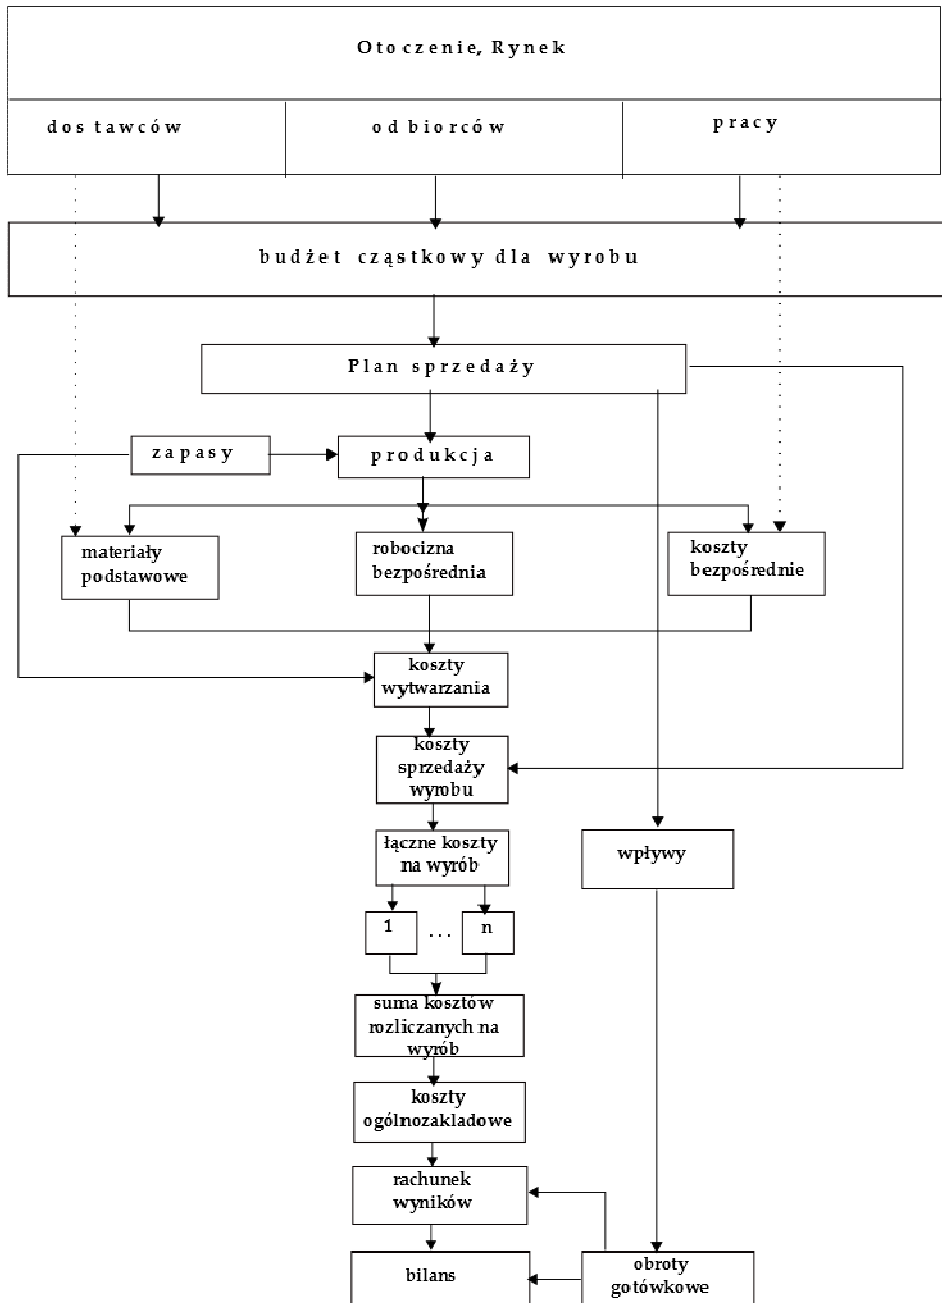 Otoczenie, Rynek
dostawców
odbiorców
pracy
budżet cząstkowy dla wyrobu
Plan sprzedaży
zapasy
produkcja
materiały
podstawowe
robocizna
bezpośrednia
koszty
bezpośrednie
koszty
wytwarzania
koszty
sprzedaży
wyrobu
łączne koszty
na wyrób
wpływy
1 ... n
suma kosztów
rozliczanych na
wyrób
koszty
ogólnozakladowe
rachunek
wyników
bilans
obroty
gotówkowe